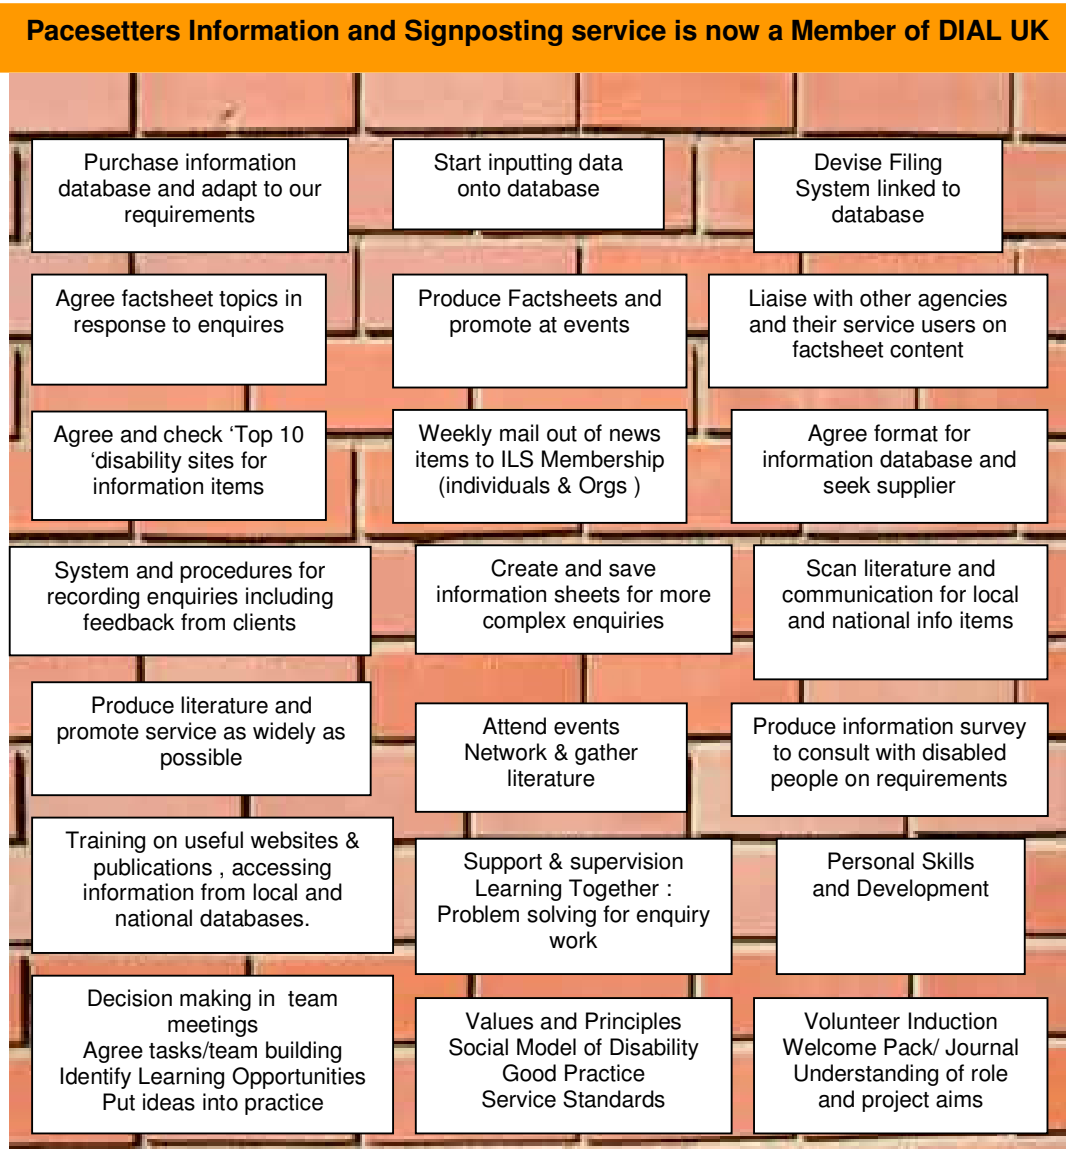 Pacesetters Information and Signposting service is now a Member of DIAL UK
Purchase information
database and adapt to our
requirements
Start inputting data
onto database
Devise Filing
System linked to
database
Agree factsheet topics in
response to enquires
Produce Factsheets and
promote at events
Liaise with other agencies
and their service users on
factsheet content
Agree and check ‘Top 10
‘disability sites for
information items
Weekly mail out of news
items to ILS Membership
(individuals & Orgs )
Agree format for
information database and
seek supplier
System and procedures for
recording enquiries including
feedback from clients
Create and save
information sheets for more
complex enquiries
Scan literature and
communication for local
and national info items
Produce literature and
promote service as widely as
possible
Attend events
Network & gather
literature
Produce information survey
to consult with disabled
people on requirements
Training on useful websites &
publications , accessing
information from local and
national databases.
Support & supervision
Learning Together :
Problem solving for enquiry
work
Personal Skills
and Development
Decision making in  team
meetings
Agree tasks/team building
Identify Learning Opportunities
Put ideas into practice
Values and Principles
Social Model of Disability
Good Practice
Service Standards
Volunteer Induction
Welcome Pack/ Journal
Understanding of role
and project aims